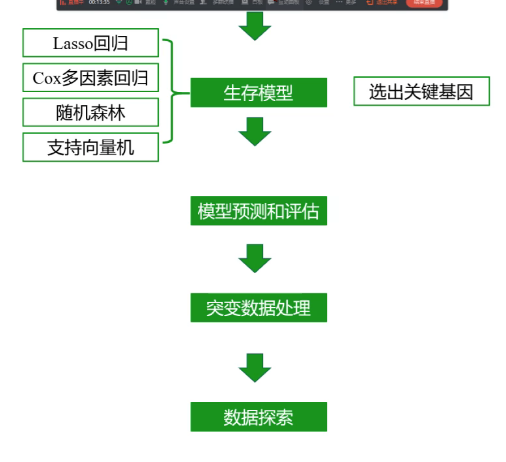 Lasso回归
Cox多因素回归
随机森林
支持向量机
生存模型
选出关键基因
模型预测和评估
突变数据处理
数据探索